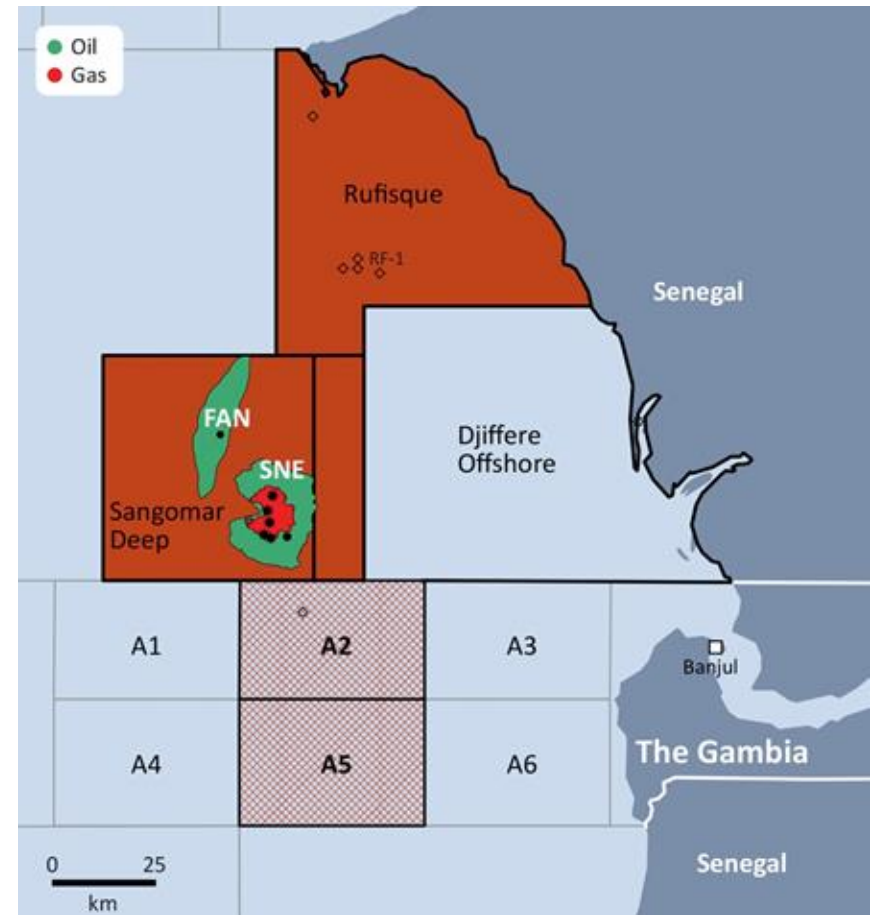 Oil
Gas
Rufisque
RF-1
Senegal
FAN
SNE
Djiffere
Offshore
Sangomar
Deep
A1
A2
A3
Banjul
A4
A5
A6
The Gambia
Senegal
0 25
km